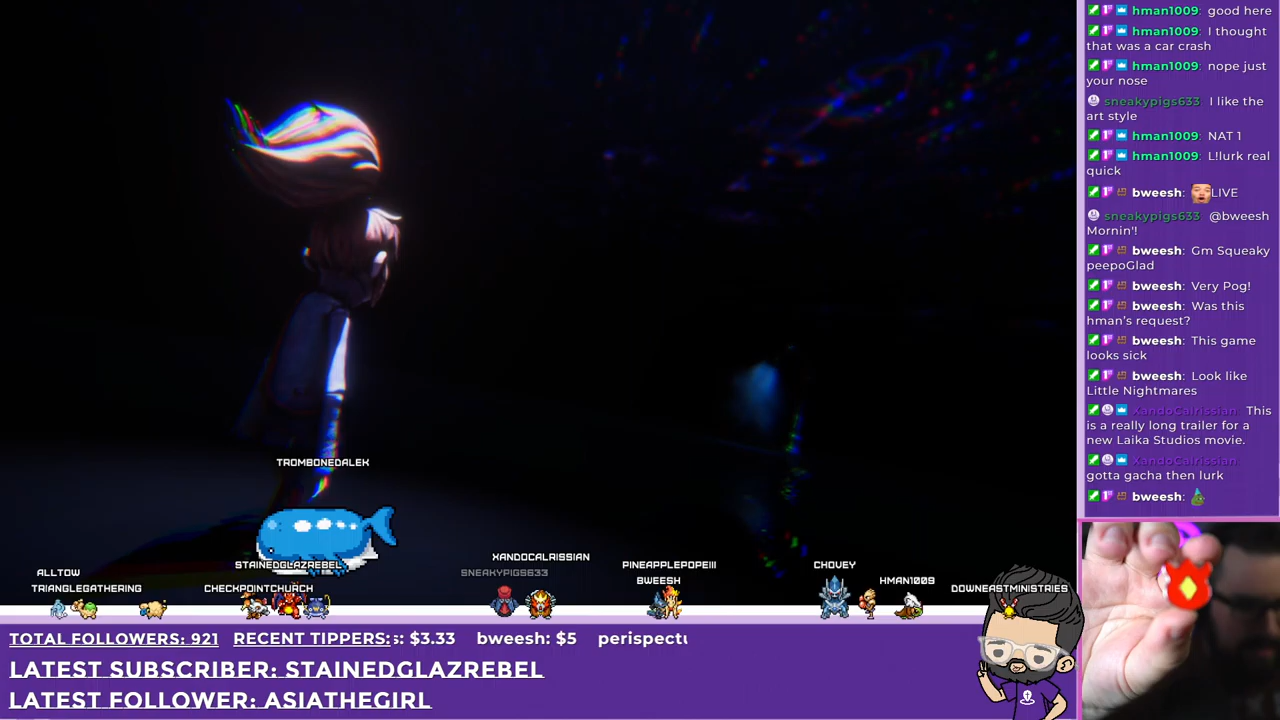 hman1009: good here
hman1009: I thought
that was a car crash
hman1009: nope just
your nose
sneakypigs633 I like the
art style
hman1009: NAT 1
hman1009: L!lurk real
quick
bweesh: LIVE
sneakypigs633 @bweesh
Mornin'!
bweesh: Gm Squeaky
peepoGlad
bweesh: Very Pog!
bweesh: Was this
hman's request?
bweesh: This game
looks sick
bweesh: Look like
Little Nightmares
XandoCalrissian This
is a really long trailer for a
new Laika Studios movie.
XandoCalrissian
gotta gacha then lurk
bweesh:
TROMBONEDALEK
ALLTOW
TRIANGLEGATHERING
STAINEDGLAZREBEL
CHECKPOINTCHURCH
XANDOCALRISSIAN
SNEAKYPIGS633
PINEAPPLEPOPEIII
BWEESH
CHOVEY
HMAN1009
DOWNEASTMINISTRIES
TOTAL FOLLOWERS: 921 RECENT TIPPERS: : $3.33 bweesh: $5 perispectu
LATEST SUBSCRIBER: STAINEDGLAZREBEL
LATEST FOLLOWER: ASIATHEGIRL